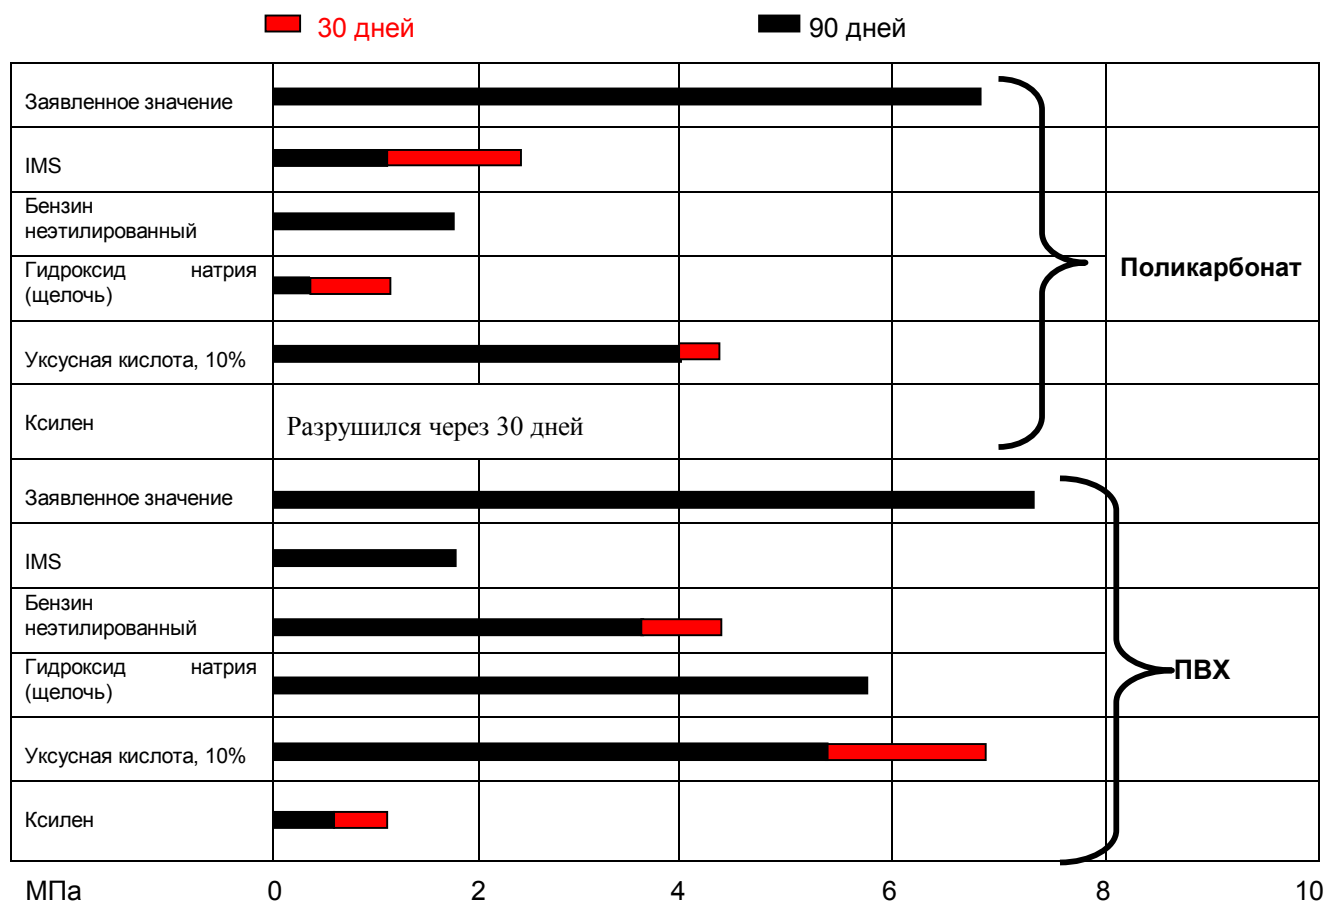 30 дней
90 дней
Заявленное значение
IMS
Бензин
неэтилированный
Гидроксид натрия
(щелочь)
Поликарбонат
Уксусная кислота, 10%
Ксилен
Разрушился через 30 дней
Заявленное значение
IMS
Бензин
неэтилированный
Гидроксид натрия
(щелочь)
ПВХ
Уксусная кислота, 10%
Ксилен
МПа 0 2 4 6 8 10